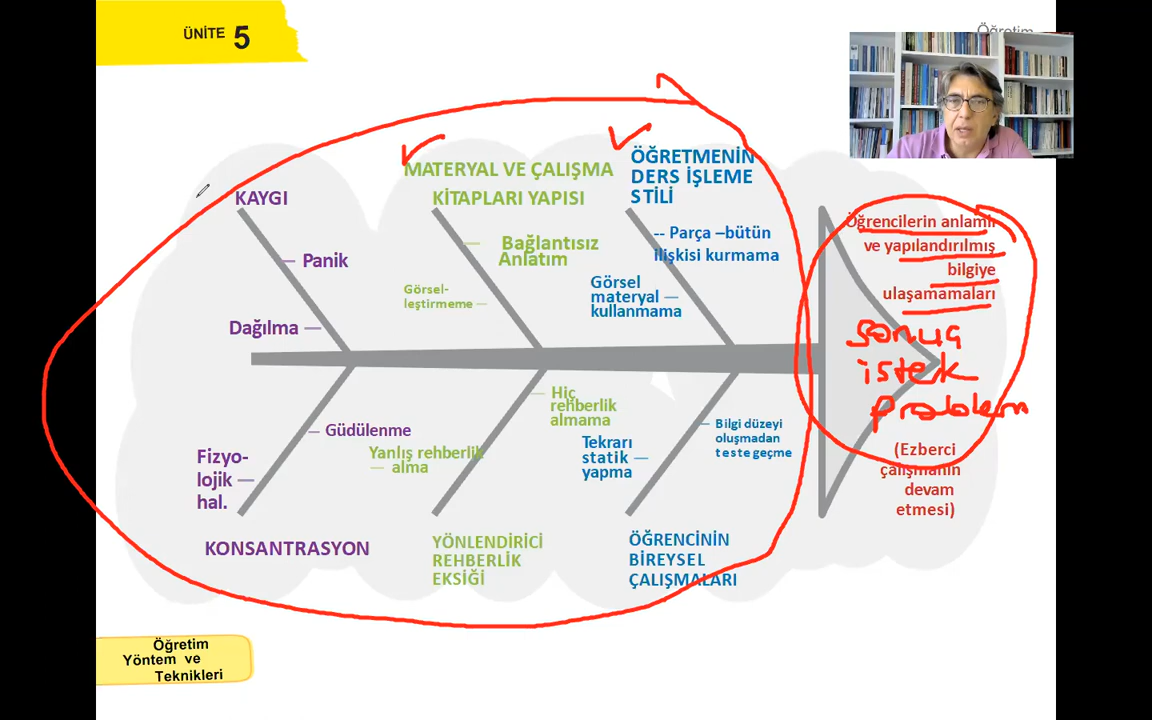 ÜNİTE 5
Öğretim
KAYGI
Panik
Dağılma
MATERYAL VE ÇALIŞMA
KİTAPLARI YAPISI
Bağlantısız
Anlatım
Görsel-
leştirmeme
ÖĞRETMENİN
DERS İŞLEME
STİLİ
-- Parça –bütün
ilişkisi kurmama
Görsel
materyal
kullanmama
Öğrencilerin anlamlı
ve yapılandırılmış
bilgiye
ulaşamamaları
sonuç
istek
problem
(Ezberci
çalışmanın
devam
etmesi)
Güdülenme
Fizyo-
lojik
hal.
KONSANTRASYON
Hiç
rehberlik
almama
Yanlış rehberlik
alma
YÖNLENDİRİCİ
REHBERLİK
EKSİĞİ
Bilgi düzeyi
oluşmadan
teste geçme
Tekrarı
statik
yapma
ÖĞRENCİNİN
BİREYSEL
ÇALIŞMALARI
Öğretim
Yöntem ve
Teknikleri